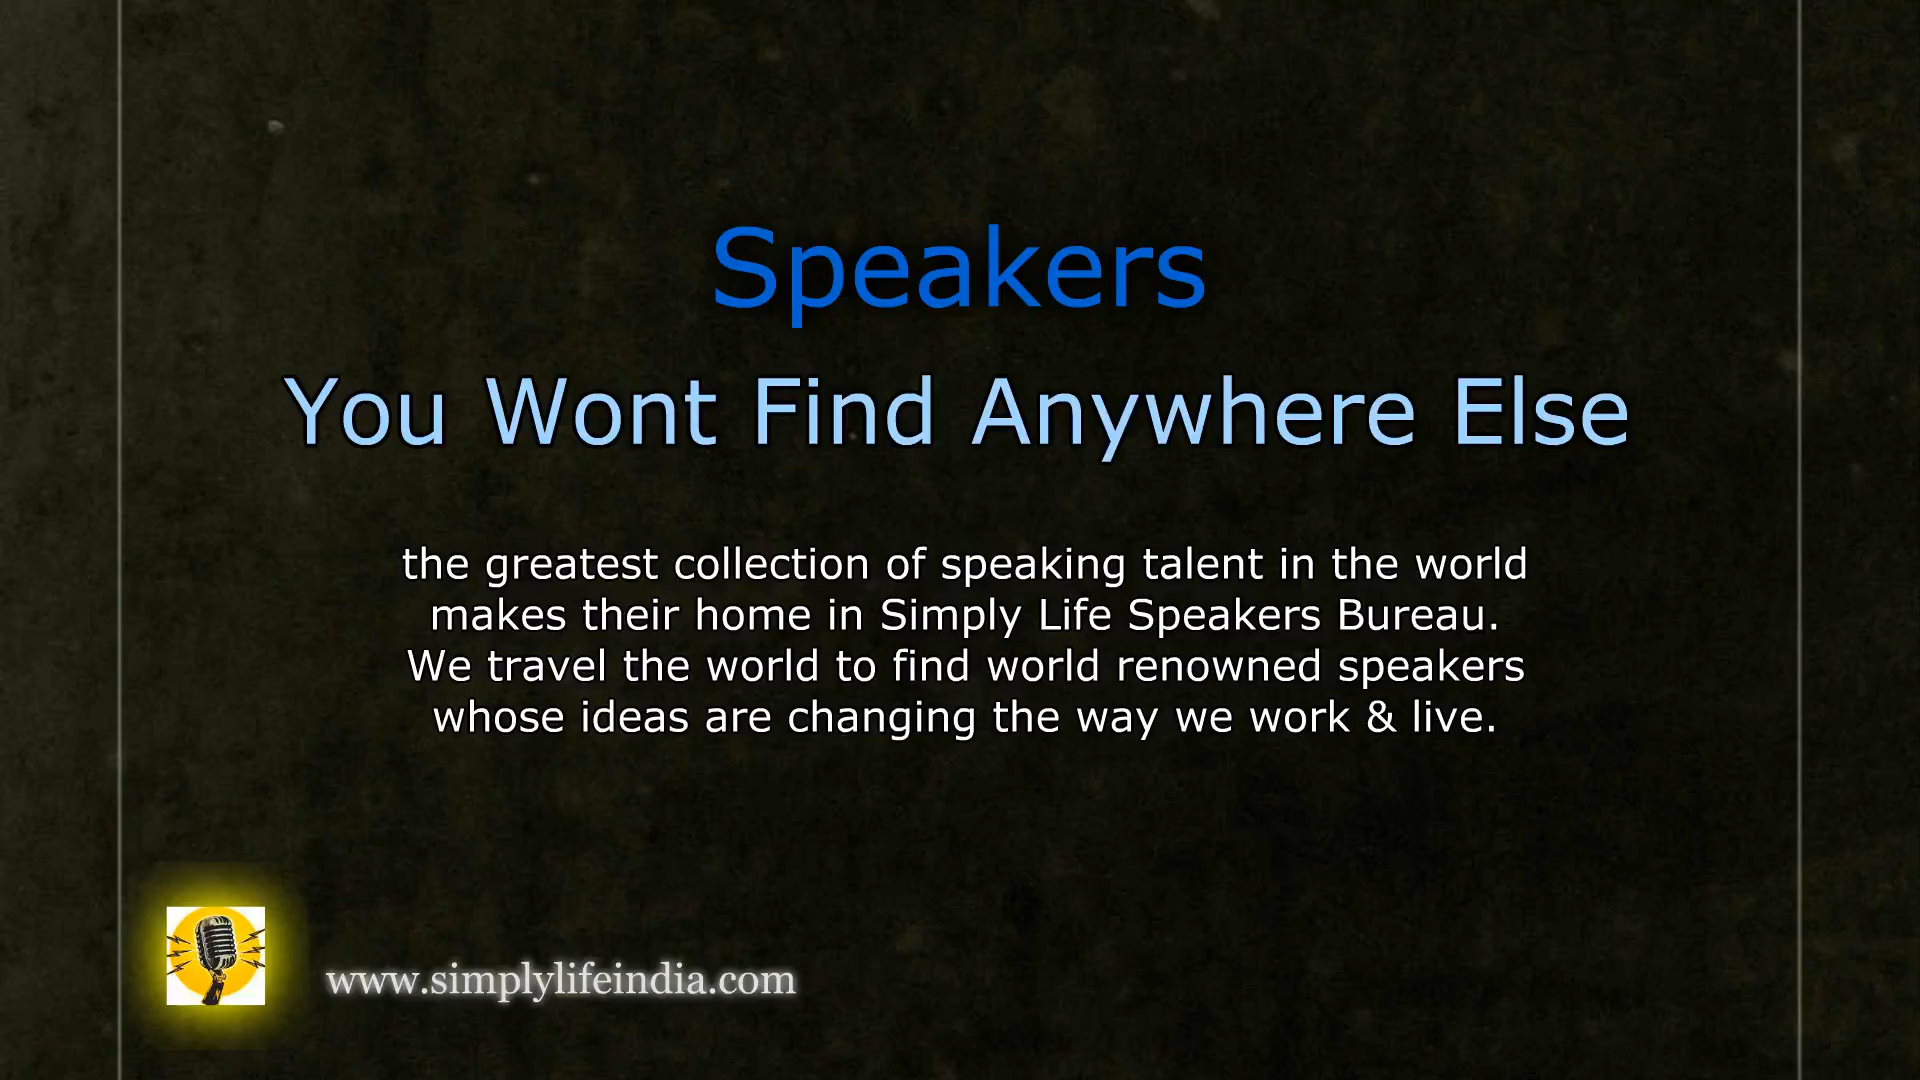 Speakers
You Wont Find Anywhere Else
the greatest collection of speaking talent in the world
makes their home in Simply Life Speakers Bureau.
We travel the world to find world renowned speakers
whose ideas are changing the way we work & live.
www.simplylifeindia.com